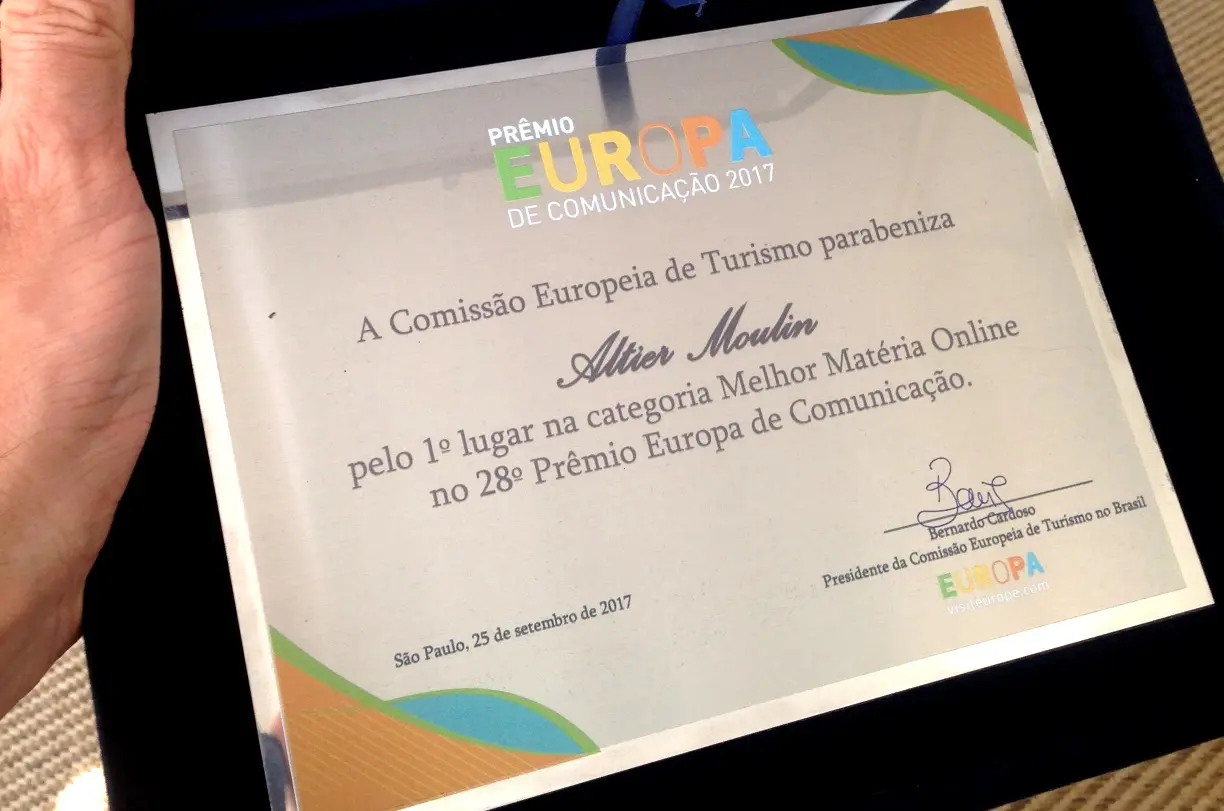 PRÊMIO
EUROPA
DE COMUNICAÇÃO 2017
A Comissão Europeia de Turismo parabeniza
Altier Moulin
pelo 1º lugar na categoria Melhor Matéria Online
no 28º Prêmio Europa de Comunicação.
Bernardo Cardoso
Presidente da Comissão Europeia de Turismo no Brasil
EUROPA
visiteurope.com
São Paulo, 25 de setembro de 2017